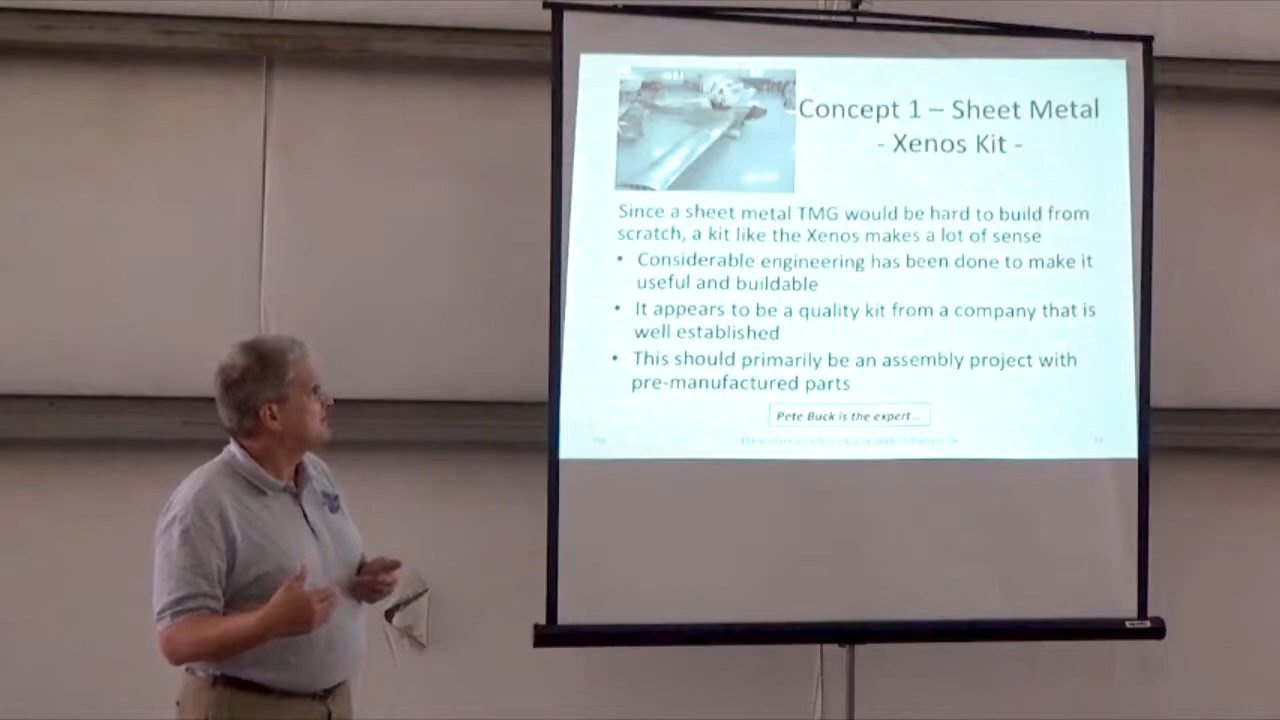 Concept 1 – Sheet Metal
- Xenos Kit -
Since a sheet metal TMG would be hard to build from
scratch, a kit like the Xenos makes a lot of sense
• Considerable engineering has been done to make it
useful and buildable
• It appears to be a quality kit from a company that is
well established
• This should primarily be an assembly project with
pre-manufactured parts
Pete Buck is the expert...